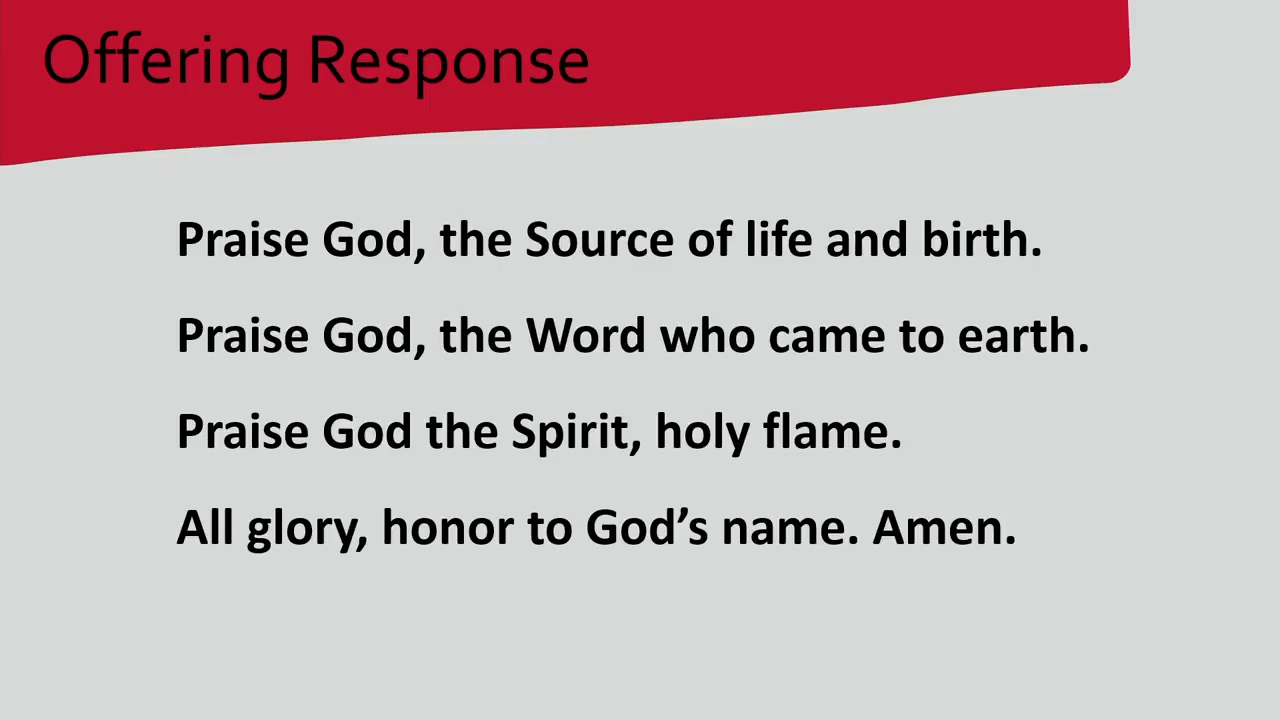 Offering Response
Praise God, the Source of life and birth.
Praise God, the Word who came to earth.
Praise God the Spirit, holy flame.
All glory, honor to God’s name. Amen.